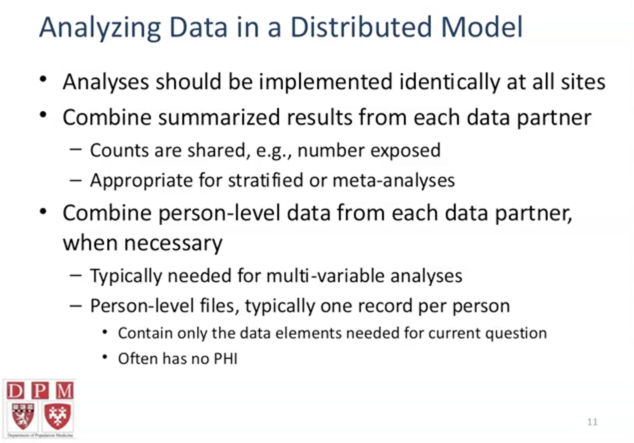 Analyzing Data in a Distributed Model
• Analyses should be implemented identically at all sites
• Combine summarized results from each data partner
– Counts are shared, e.g., number exposed
– Appropriate for stratified or meta-analyses
• Combine person-level data from each data partner,
when necessary
– Typically needed for multi-variable analyses
– Person-level files, typically one record per person
• Contain only the data elements needed for current question
• Often has no PHI
D P M
Department of Population Medicine
11